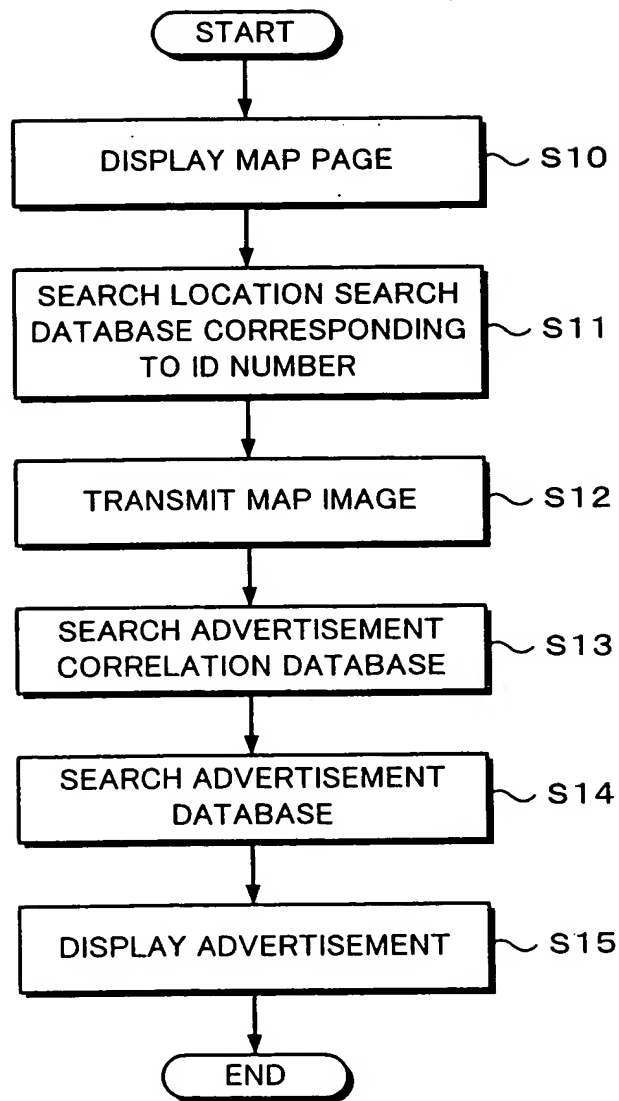 START
DISPLAY MAP PAGE
S10
SEARCH LOCATION SEARCH
DATABASE CORRESPONDING
TO ID NUMBER
S11
TRANSMIT MAP IMAGE
S12
SEARCH ADVERTISEMENT
CORRELATION DATABASE
S13
SEARCH ADVERTISEMENT
DATABASE
S14
DISPLAY ADVERTISEMENT
S15
END